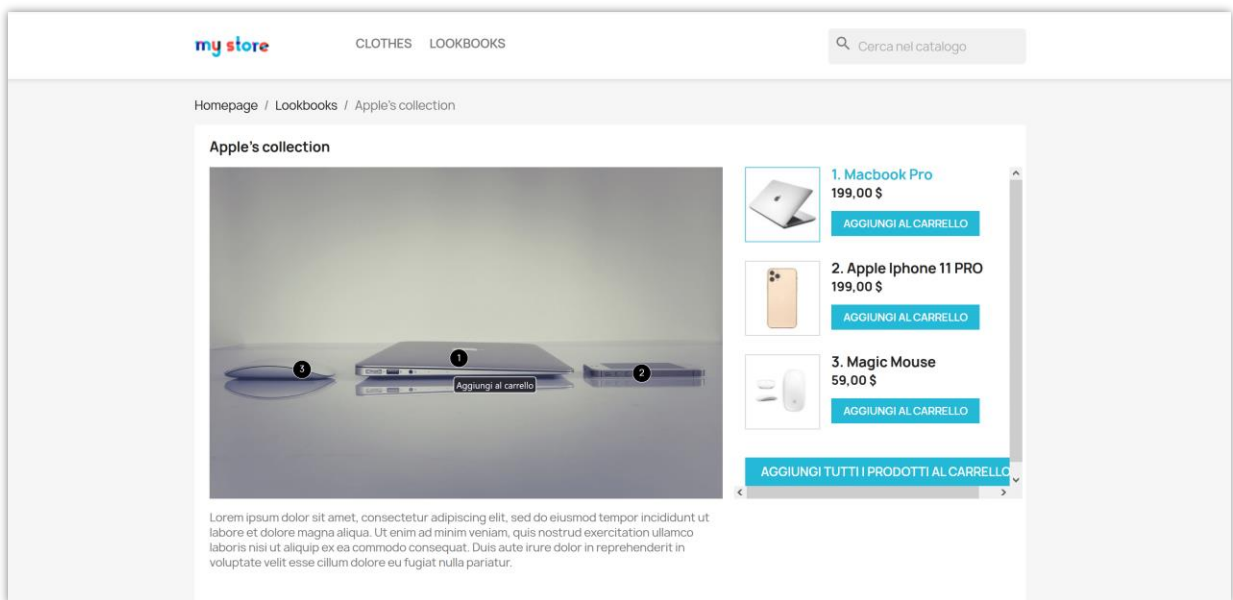 my store
CLOTHES LOOKBOOKS
Cerca nel catalogo
Homepage / Lookbooks / Apple's collection
Apple's collection
1
2
3
Aggiungi al carrello
1. Macbook Pro
199,00 $
AGGIUNGI AL CARRELLO
2. Apple Iphone 11 PRO
199,00 $
AGGIUNGI AL CARRELLO
3. Magic Mouse
59,00 $
AGGIUNGI AL CARRELLO
AGGIUNGI TUTTI I PRODOTTI AL CARRELLO
Lorem ipsum dolor sit amet, consectetur adipiscing elit, sed do eiusmod tempor incididunt ut
labore et dolore magna aliqua. Ut enim ad minim veniam, quis nostrud exercitation ullamco
laboris nisi ut aliquip ex ea commodo consequat. Duis aute irure dolor in reprehenderit in
voluptate velit esse cillum dolore eu fugiat nulla pariatur.